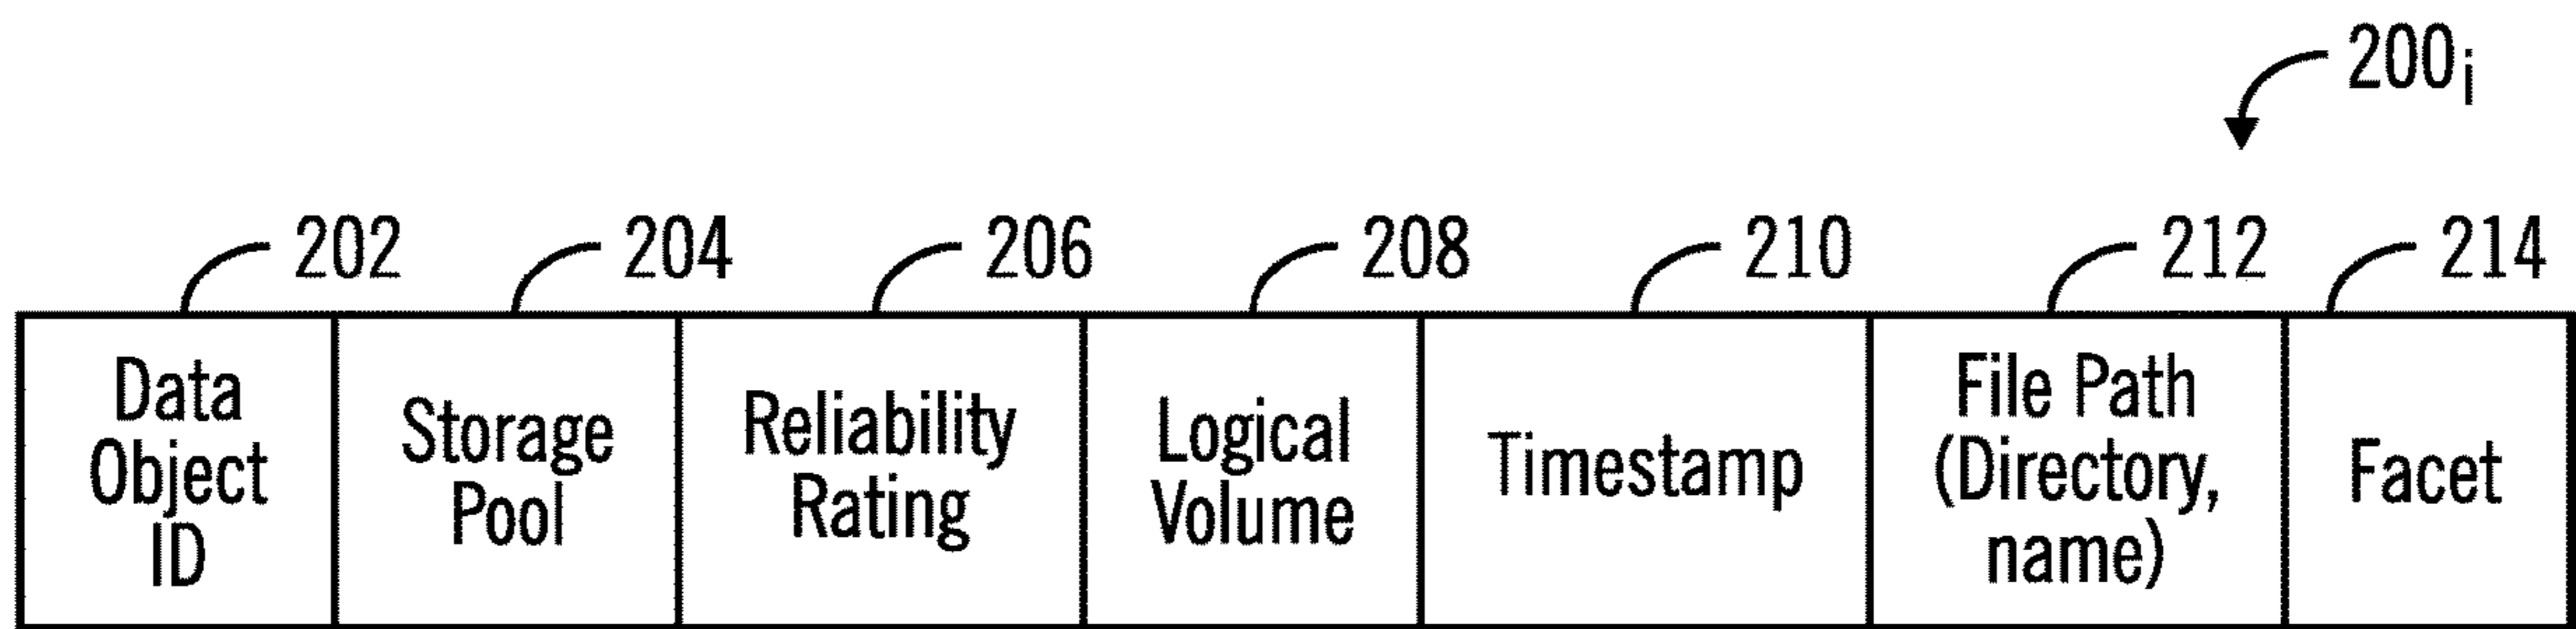 200i
202 204 206 208 210 212 214
Data
Object
ID
Storage
Pool
Reliability
Rating
Logical
Volume
Timestamp
File Path
(Directory,
name)
Facet